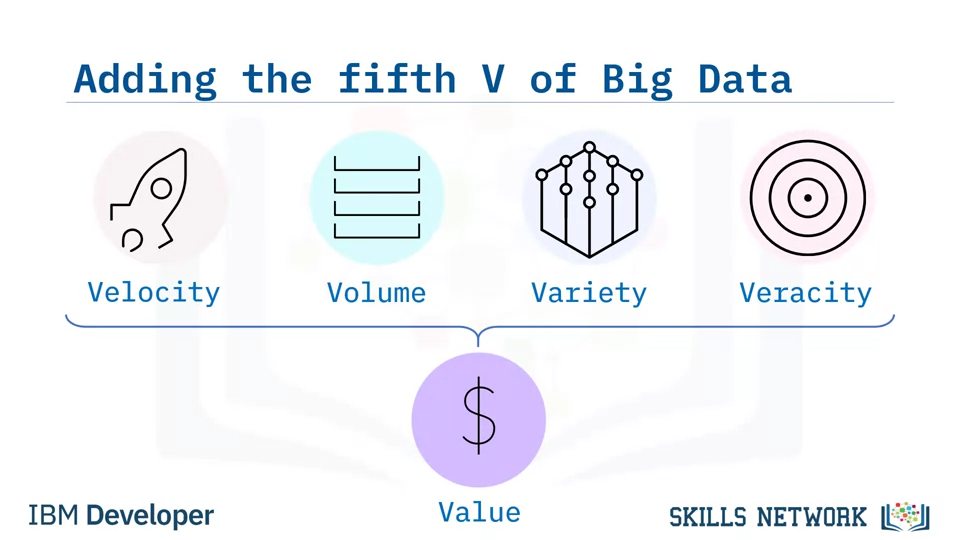 Adding the fifth V of Big Data
Velocity
Volume
Variety
Veracity
$
Value
IBM Developer
SKILLS NETWORK